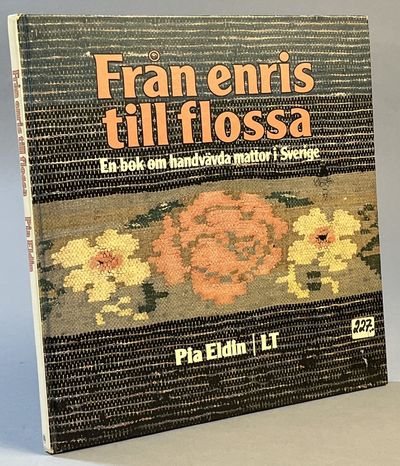 Från enris
till flossa
En bok om handvävda mattor i Sverige
Pia Eldin | LT
227:-
Från enris till flossa Pia Eldin